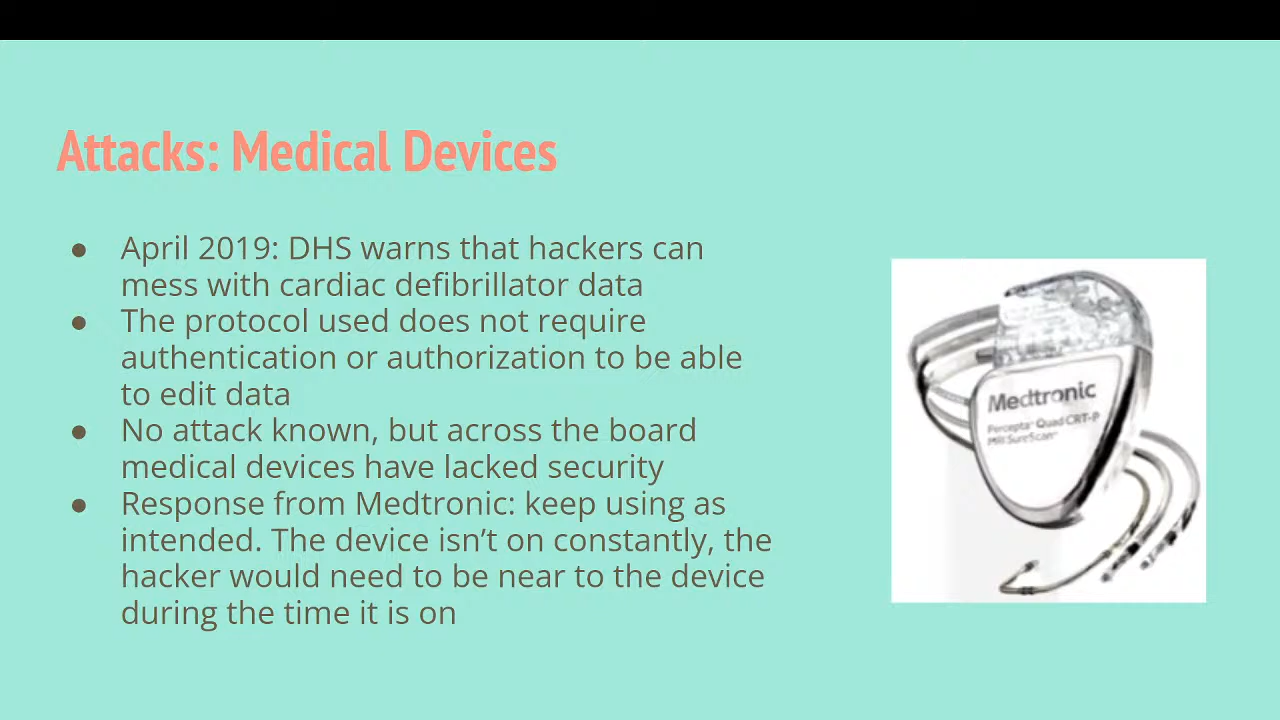 Attacks: Medical Devices
● April 2019: DHS warns that hackers can
mess with cardiac defibrillator data
● The protocol used does not require
authentication or authorization to be able
to edit data
● No attack known, but across the board
medical devices have lacked security
● Response from Medtronic: keep using as
intended. The device isn’t on constantly, the
hacker would need to be near to the device
during the time it is on
Medtronic
Percepta™ Quad CRT-P
MRI SureScan™